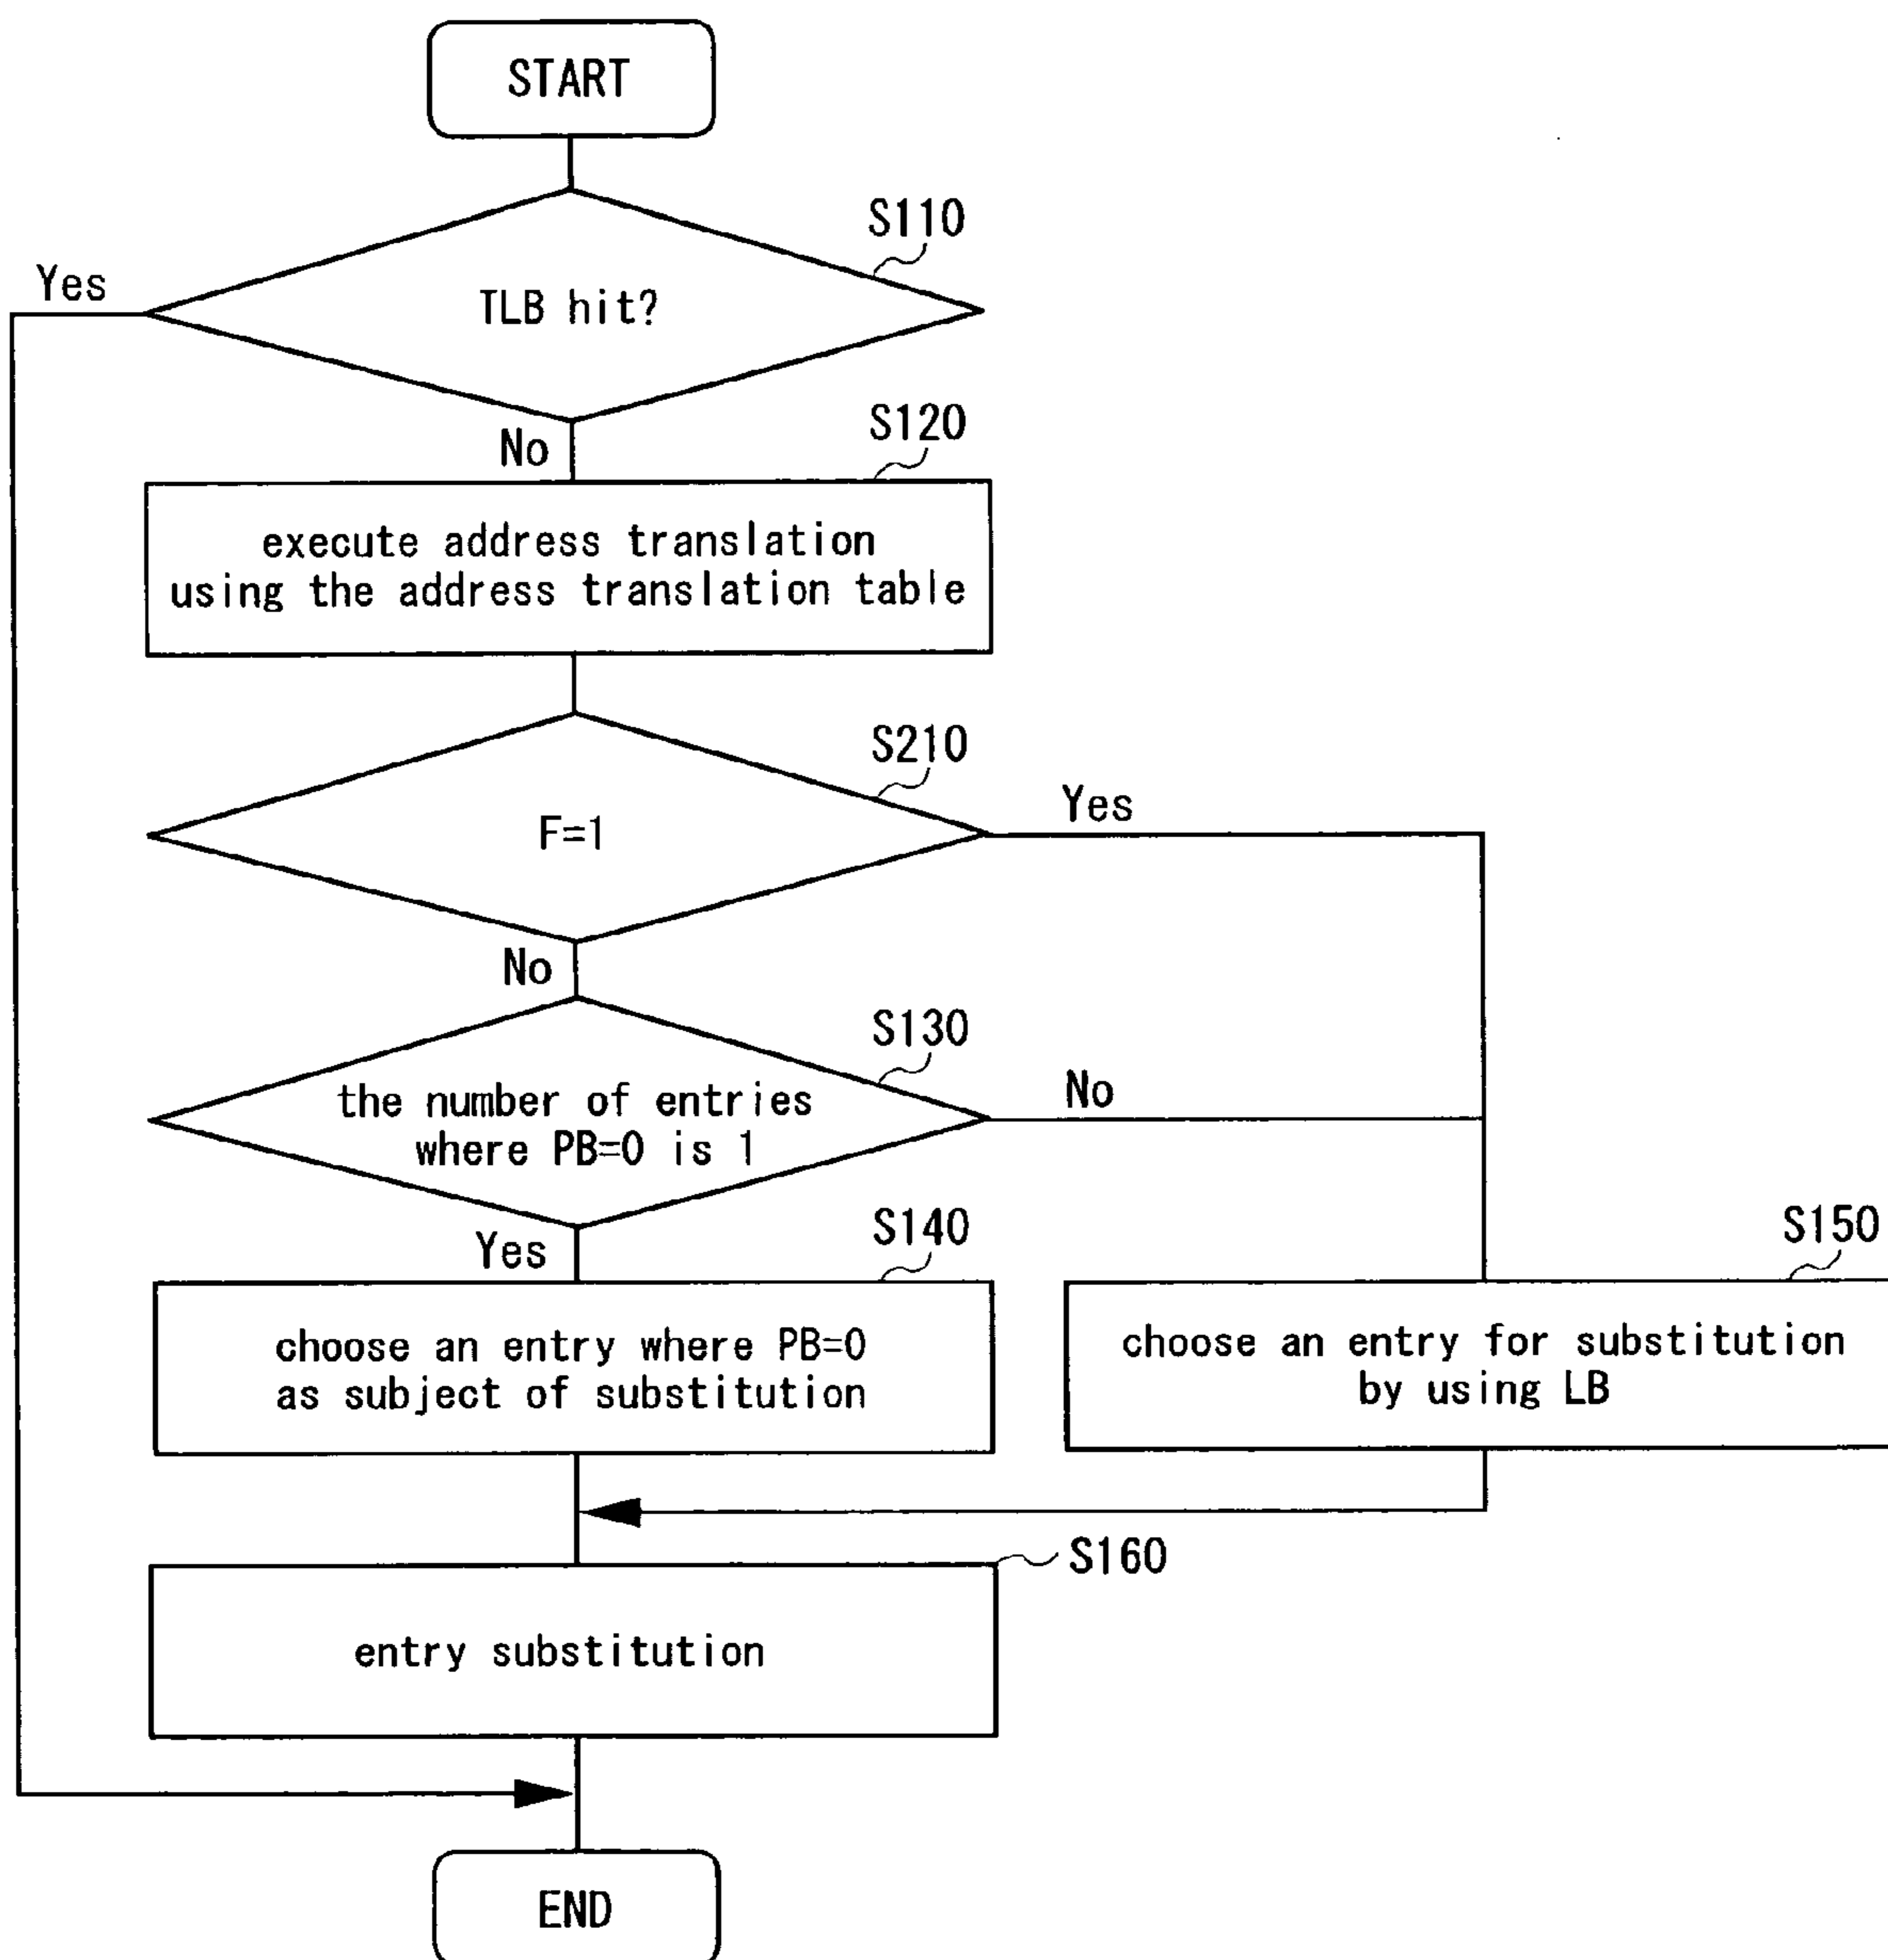 START
S110
Yes
TLB hit?
No
S120
execute address translation
using the address translation table
S210
F=1
Yes
No
S130
the number of entries
where PB=0 is 1
No
Yes
S140
choose an entry where PB=0
as subject of substitution
S150
choose an entry for substitution
by using LB
S160
entry substitution
END